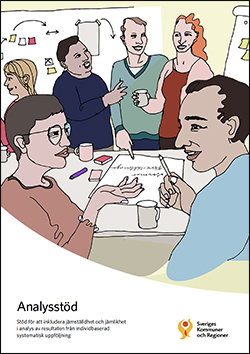 Analysstöd
Stöd för att inkludera jämställdhet och jämlikhet
i analys av resultaten från individbaserad
systematisk uppföljning
Sveriges
Kommuner
och Regioner